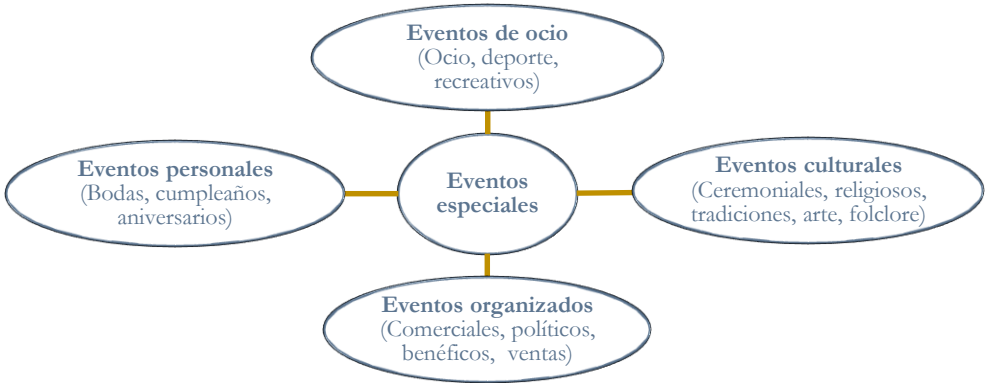 Eventos de ocio
(Ocio, deporte,
recreativos)
Eventos personales
(Bodas, cumpleaños,
aniversarios)
Eventos
especiales
Eventos culturales
(Ceremoniales, religiosos,
tradiciones, arte, folclore)
Eventos organizados
(Comerciales, políticos,
benéficos,  ventas)